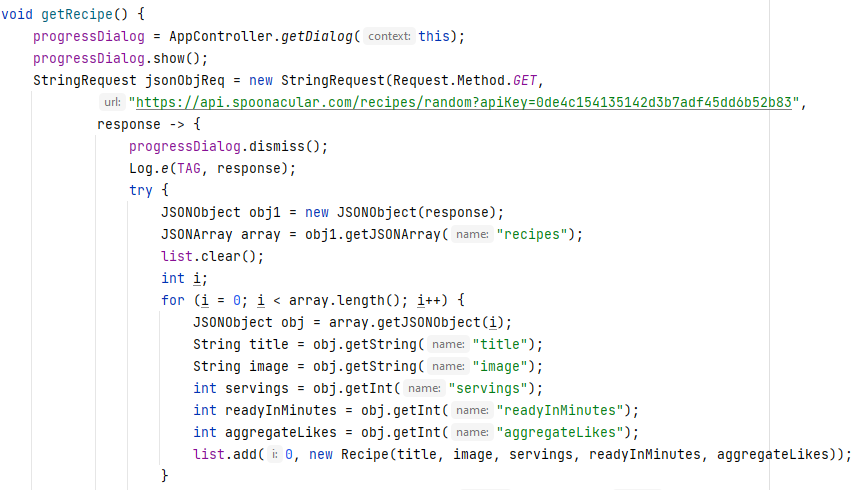 void getRecipe() {
progressDialog = AppController.getDialog( context: this);
progressDialog.show();
StringRequest jsonObjReq = new StringRequest(Request.Method.GET,
url: "https://api.spoonacular.com/recipes/random?apiKey=0de4c154135142d3b7adf45dd6b52b83",
response -> {
progressDialog.dismiss();
Log.e(TAG, response);
try {
JSONObject obj1 = new JSONObject(response);
JSONArray array = obj1.getJSONArray( name: "recipes");
list.clear();
int i;
for (i = 0; i < array.length(); i++) {
JSONObject obj = array.getJSONObject(i);
String title = obj.getString( name: "title");
String image = obj.getString( name: "image");
int servings = obj.getInt( name: "servings");
int readyInMinutes = obj.getInt( name: "readyInMinutes");
int aggregateLikes = obj.getInt( name: "aggregateLikes");
list.add( i: 0, new Recipe(title, image, servings, readyInMinutes, aggregateLikes));
}